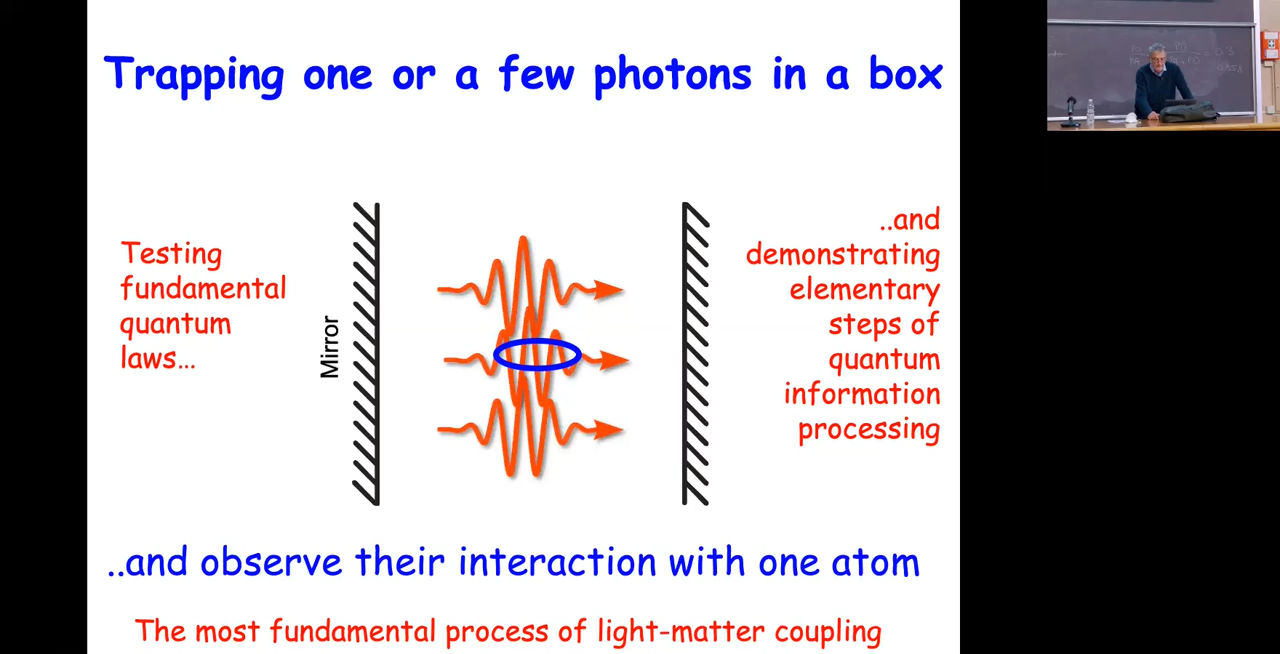 Trapping one or a few photons in a box
Testing
fundamental
quantum
laws...
Mirror
..and
demonstrating
elementary
steps of
quantum
information
processing
..and observe their interaction with one atom
The most fundamental process of light-matter coupling